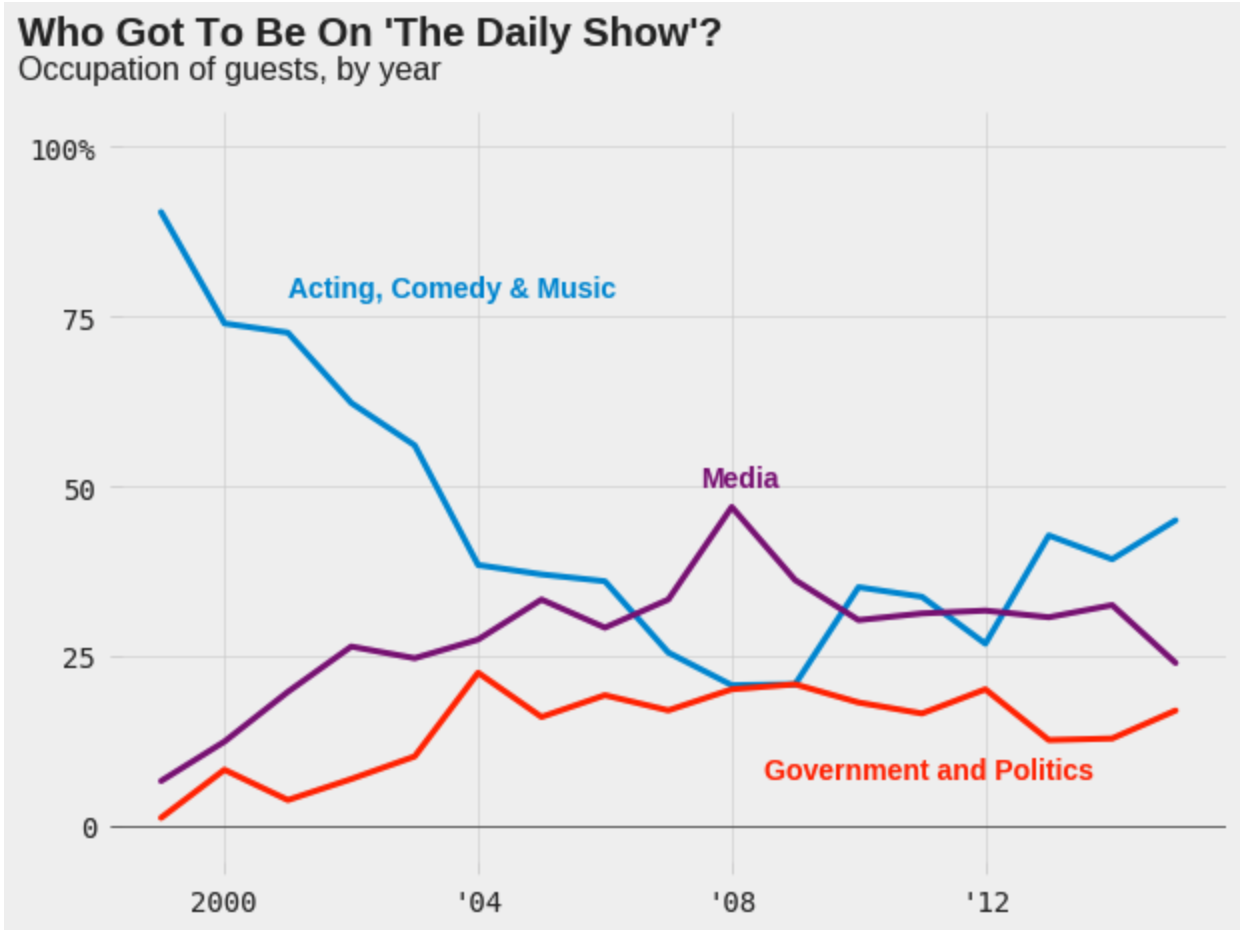 Who Got To Be On 'The Daily Show'?
Occupation of guests, by year
100%
Acting, Comedy & Music
75
Media
50
25
Government and Politics
0
2000
'04
'08
'12